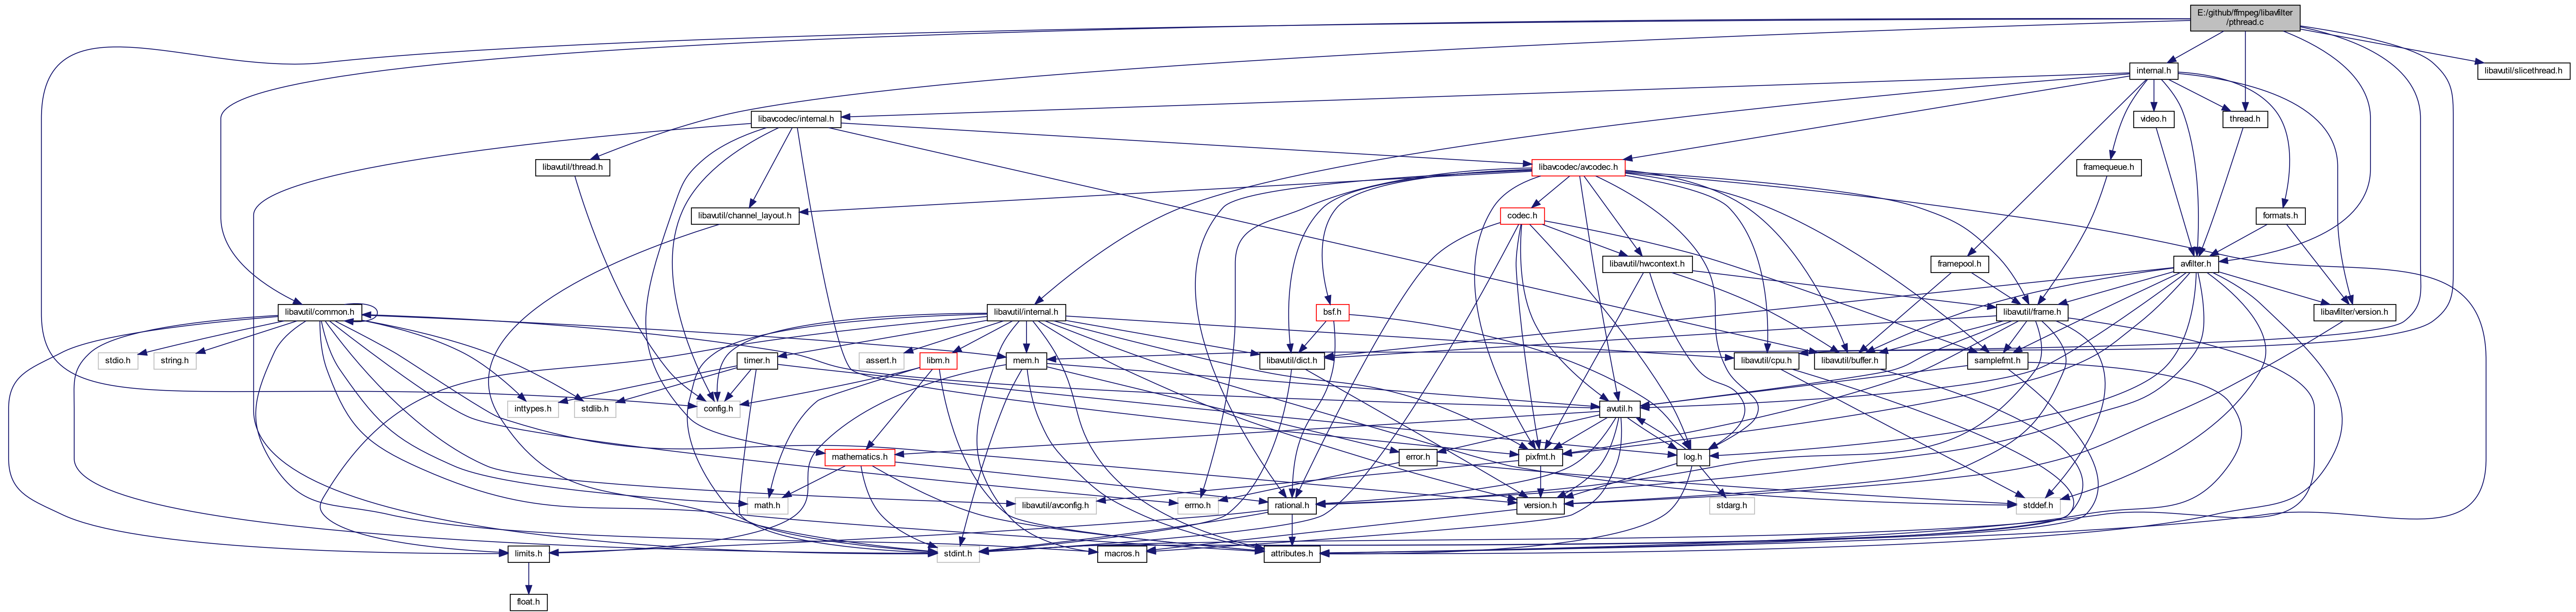 E:/github/ffmpeg/libavfilter
/pthread.c
internal.h
libavutil/slicethread.h
libavcodec/internal.h
video.h
thread.h
libavutil/thread.h
libavcodec/avcodec.h
framequeue.h
libavutil/channel_layout.h
codec.h
formats.h
libavutil/hwcontext.h
framepool.h
avfilter.h
libavutil/common.h
libavutil/internal.h
bsf.h
libavutil/frame.h
libavfilter/version.h
stdio.h
string.h
timer.h
assert.h
libm.h
mem.h
libavutil/dict.h
libavutil/cpu.h
libavutil/buffer.h
samplefmt.h
inttypes.h
stdlib.h
config.h
avutil.h
mathematics.h
error.h
pixfmt.h
log.h
math.h
libavutil/avconfig.h
errno.h
rational.h
version.h
stdarg.h
stddef.h
limits.h
stdint.h
macros.h
attributes.h
float.h